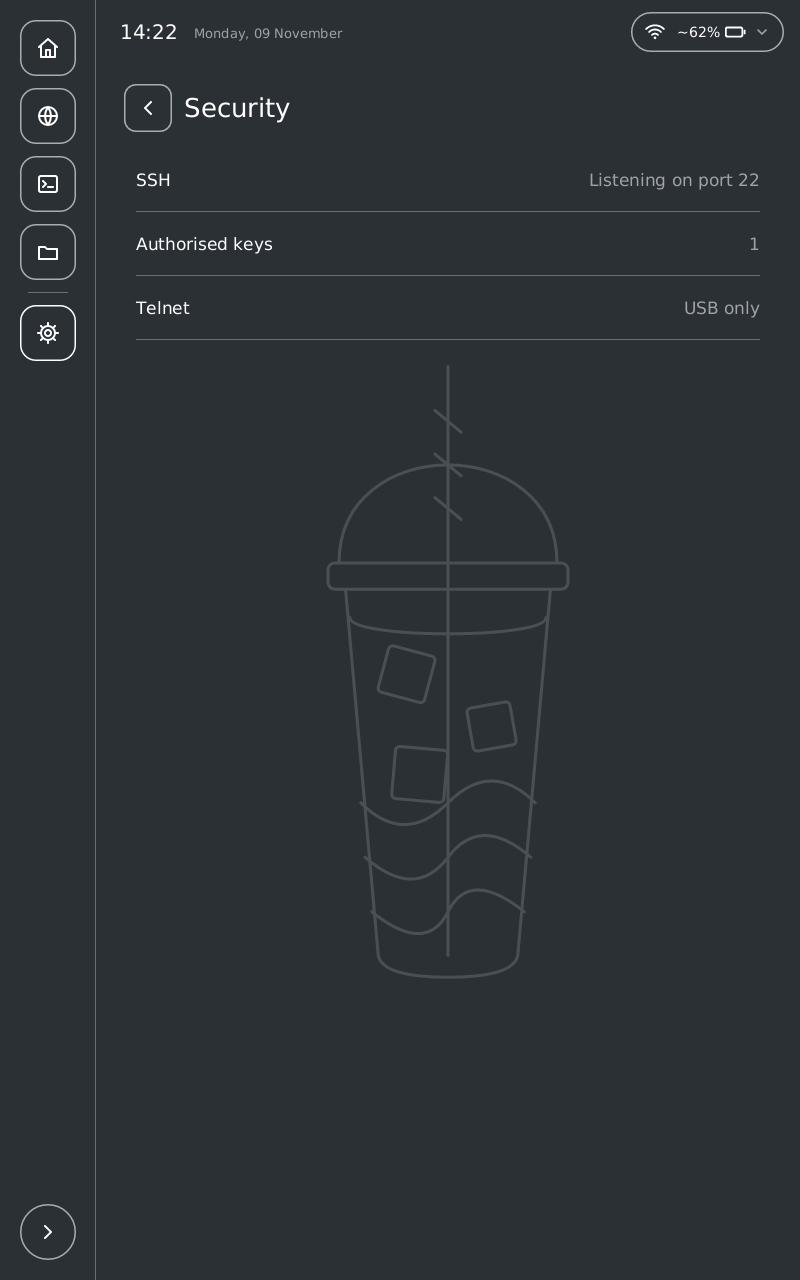 14:22 Monday, 09 November ~62%
Security
SSH Listening on port 22
Authorised keys 1
Telnet USB only